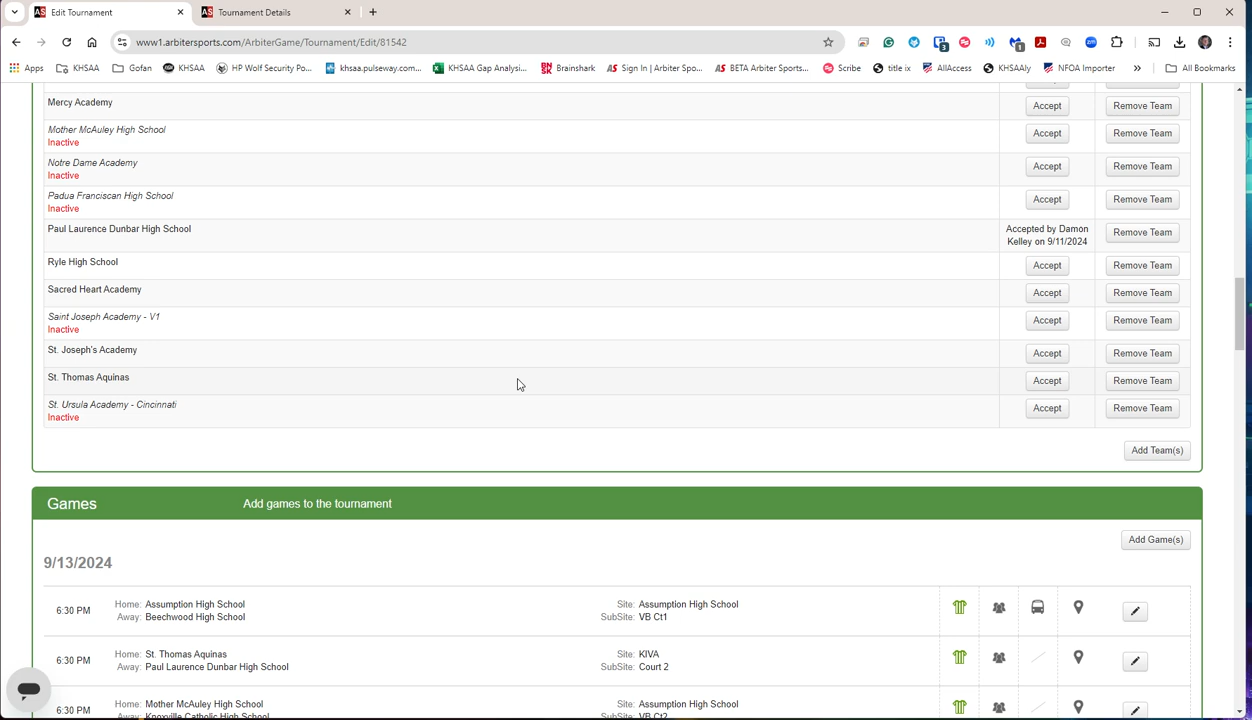 Edit Tournament
Tournament Details
www1.arbitersports.com/ArbiterGame/Tournament/Edit/81542
Apps
KHSAA
Gofan
KHSAA
HP Wolf Security Po...
khsaa.pulseway.com...
KHSAA Gap Analysi...
Brainshark
Sign In | Arbiter Spo...
BETA Arbiter Sports...
Scribe
title ix
AllAccess
KHSAAly
NFOA Importer
»
All Bookmarks
Mercy Academy Accept Remove Team
Mother McAuley High School Accept Remove Team
Inactive
Notre Dame Academy Accept Remove Team
Inactive
Padua Franciscan High School Accept Remove Team
Inactive
Paul Laurence Dunbar High School Accepted by Damon Remove Team
Kelley on 9/11/2024
Ryle High School Accept Remove Team
Sacred Heart Academy Accept Remove Team
Saint Joseph Academy - V1 Accept Remove Team
Inactive
St. Joseph's Academy Accept Remove Team
St. Thomas Aquinas Accept Remove Team
St. Ursula Academy - Cincinnati Accept Remove Team
Inactive
Add Team(s)
Games Add games to the tournament
Add Game(s)
9/13/2024
6:30 PM Home: Assumption High School Site: Assumption High School
Away: Beechwood High School SubSite: VB Ct1
6:30 PM Home: St. Thomas Aquinas Site: KIVA
Away: Paul Laurence Dunbar High School SubSite: Court 2
6:30 PM Home: Mother McAuley High School Site: Assumption High School
Away: Knoxville Catholic High School SubSite: VB Ct2